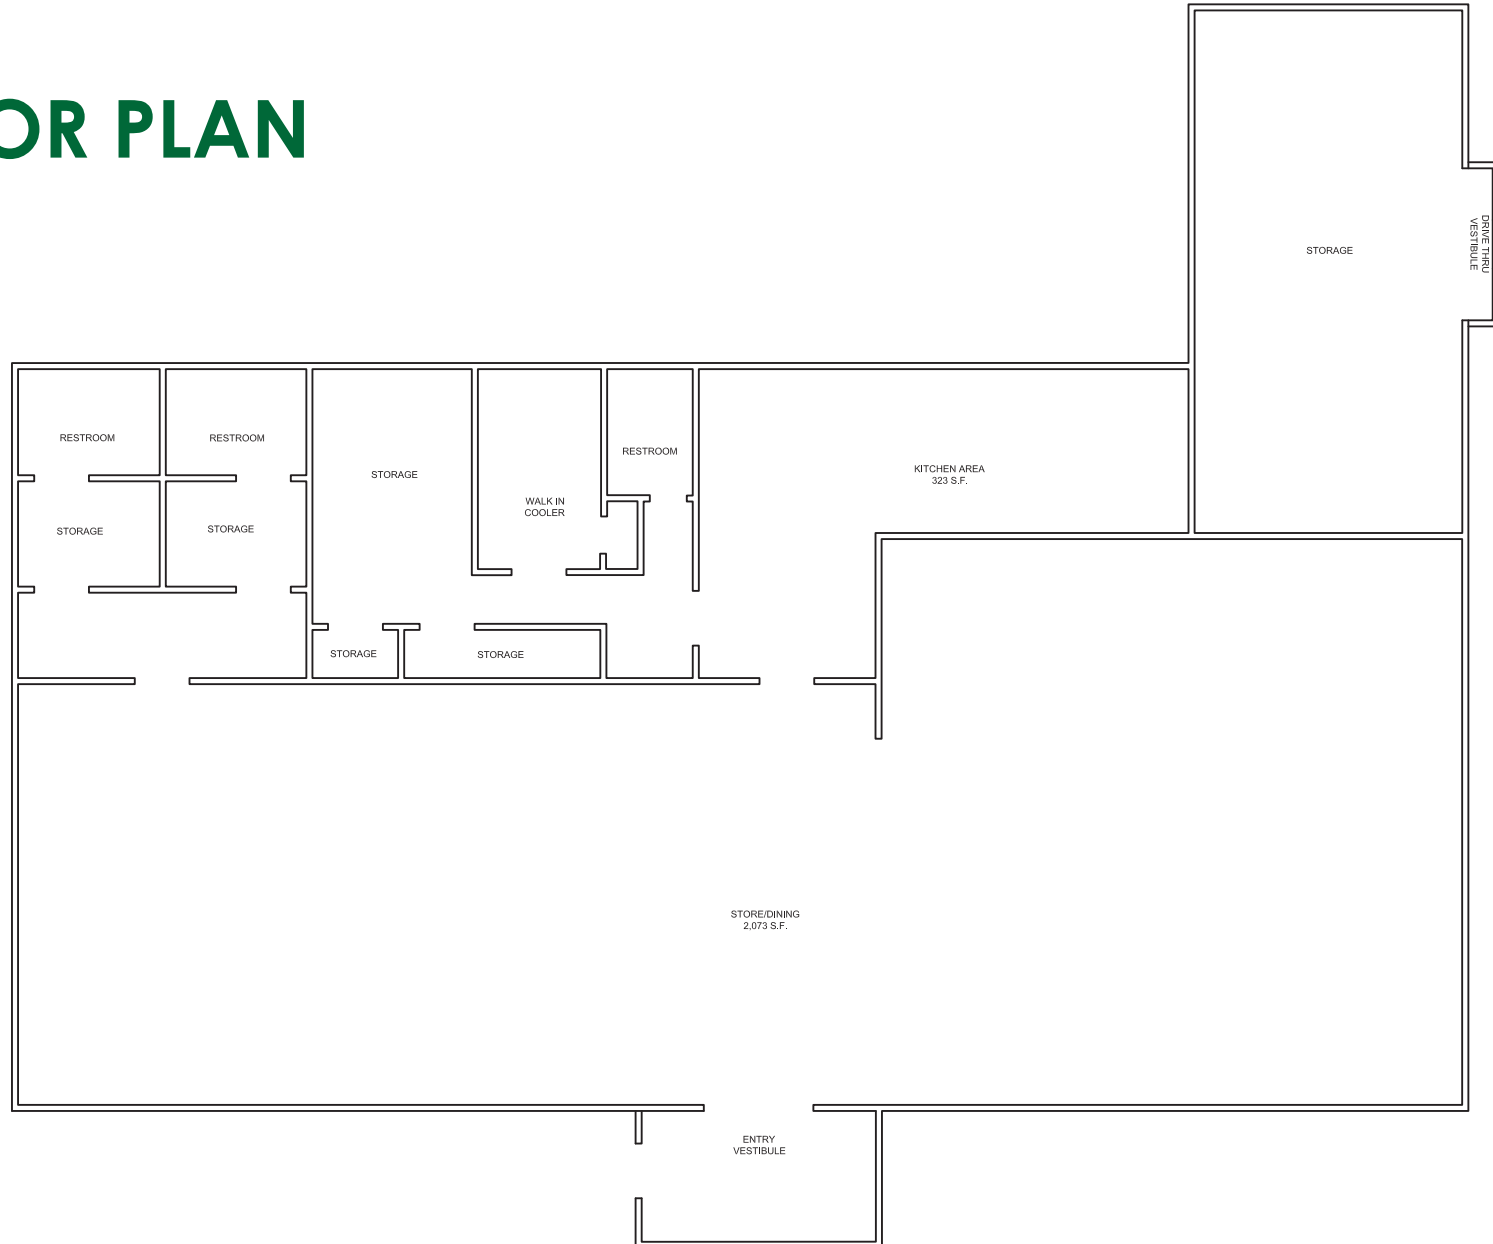 OR PLAN
STORAGE
DRIVE THRU
VESTIBULE
RESTROOM
RESTROOM
STORAGE
WALK IN
COOLER
RESTROOM
KITCHEN AREA
323 S.F.
STORAGE
STORAGE
STORAGE
STORAGE
STORE/DINING
2,073 S.F.
ENTRY
VESTIBULE